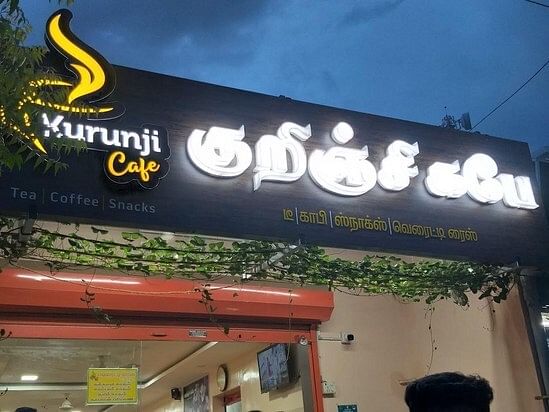 Kurunji
Cafe
குறிஞ்சி கபே
Tea | Coffee | Snacks
டீ | காபி | ஸ்நாக்ஸ் | வெரைட்டி ரைஸ்